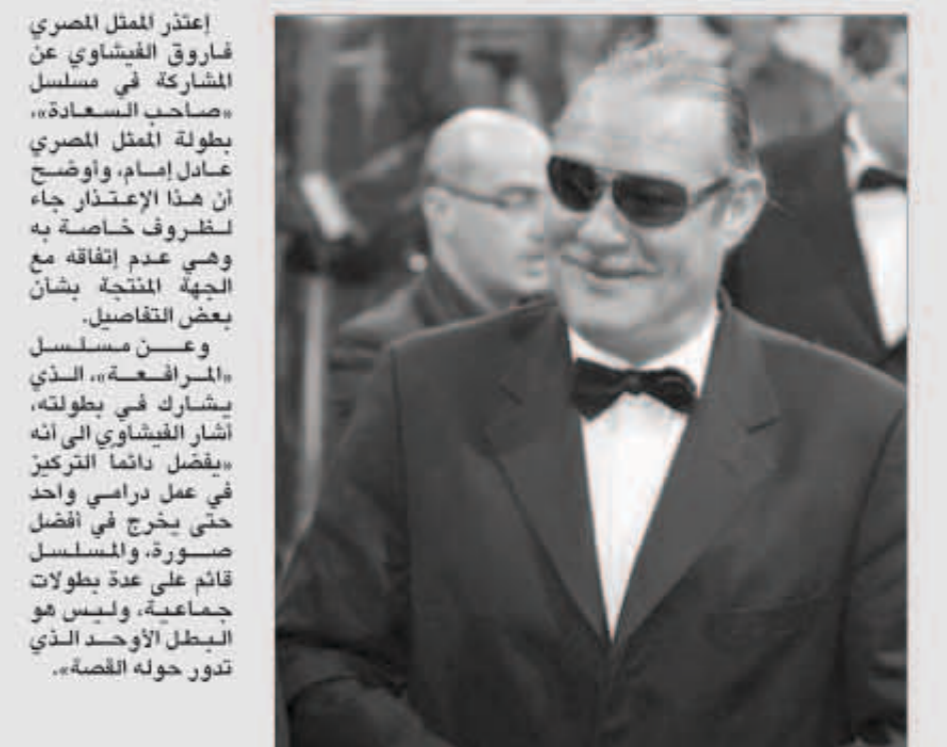 إعتذر الممثل المصري
فاروق الفيشاوي عن
المشاركة في مسلسل
«صاحب السعادة»،
بطولة الممثل المصري
عادل إمام، وأوضح
أن هذا الإعتذار جاء
لظروف خاصة به
وهي عدم إتفاقه مع
الجهة المنتجة بشأن
بعض التفاصيل.
وعن مسلسل
«المرافعة»، الذي
يشارك في بطولته،
أشار الفيشاوي الى أنه
«يفضل دائما التركيز
في عمل درامي واحد
حتى يخرج في أفضل
صورة، والمسلسل
قائم على عدة بطولات
جماعية، وليس هو
البطل الأوحد الذي
تدور حوله القصة».